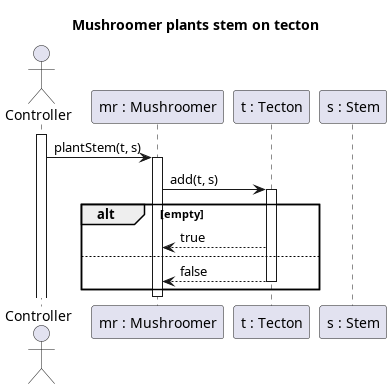 Mushroomer plants stem on tecton
Controller
mr : Mushroomer
t : Tecton
s : Stem
plantStem(t, s)
add(t, s)
alt
[empty]
true
false
Controller
mr : Mushroomer
t : Tecton
s : Stem